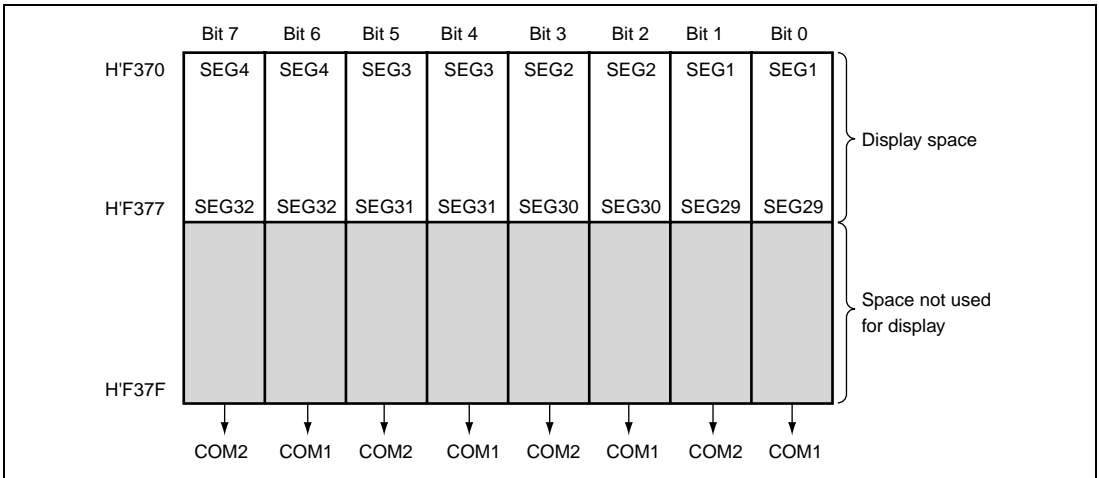 Bit 7 Bit 6 Bit 5 Bit 4 Bit 3 Bit 2 Bit 1 Bit 0
H'F370 SEG4 SEG4 SEG3 SEG3 SEG2 SEG2 SEG1 SEG1
Display space
H'F377 SEG32 SEG32 SEG31 SEG31 SEG30 SEG30 SEG29 SEG29
Space not used
for display
H'F37F
COM2 COM1 COM2 COM1 COM2 COM1 COM2 COM1